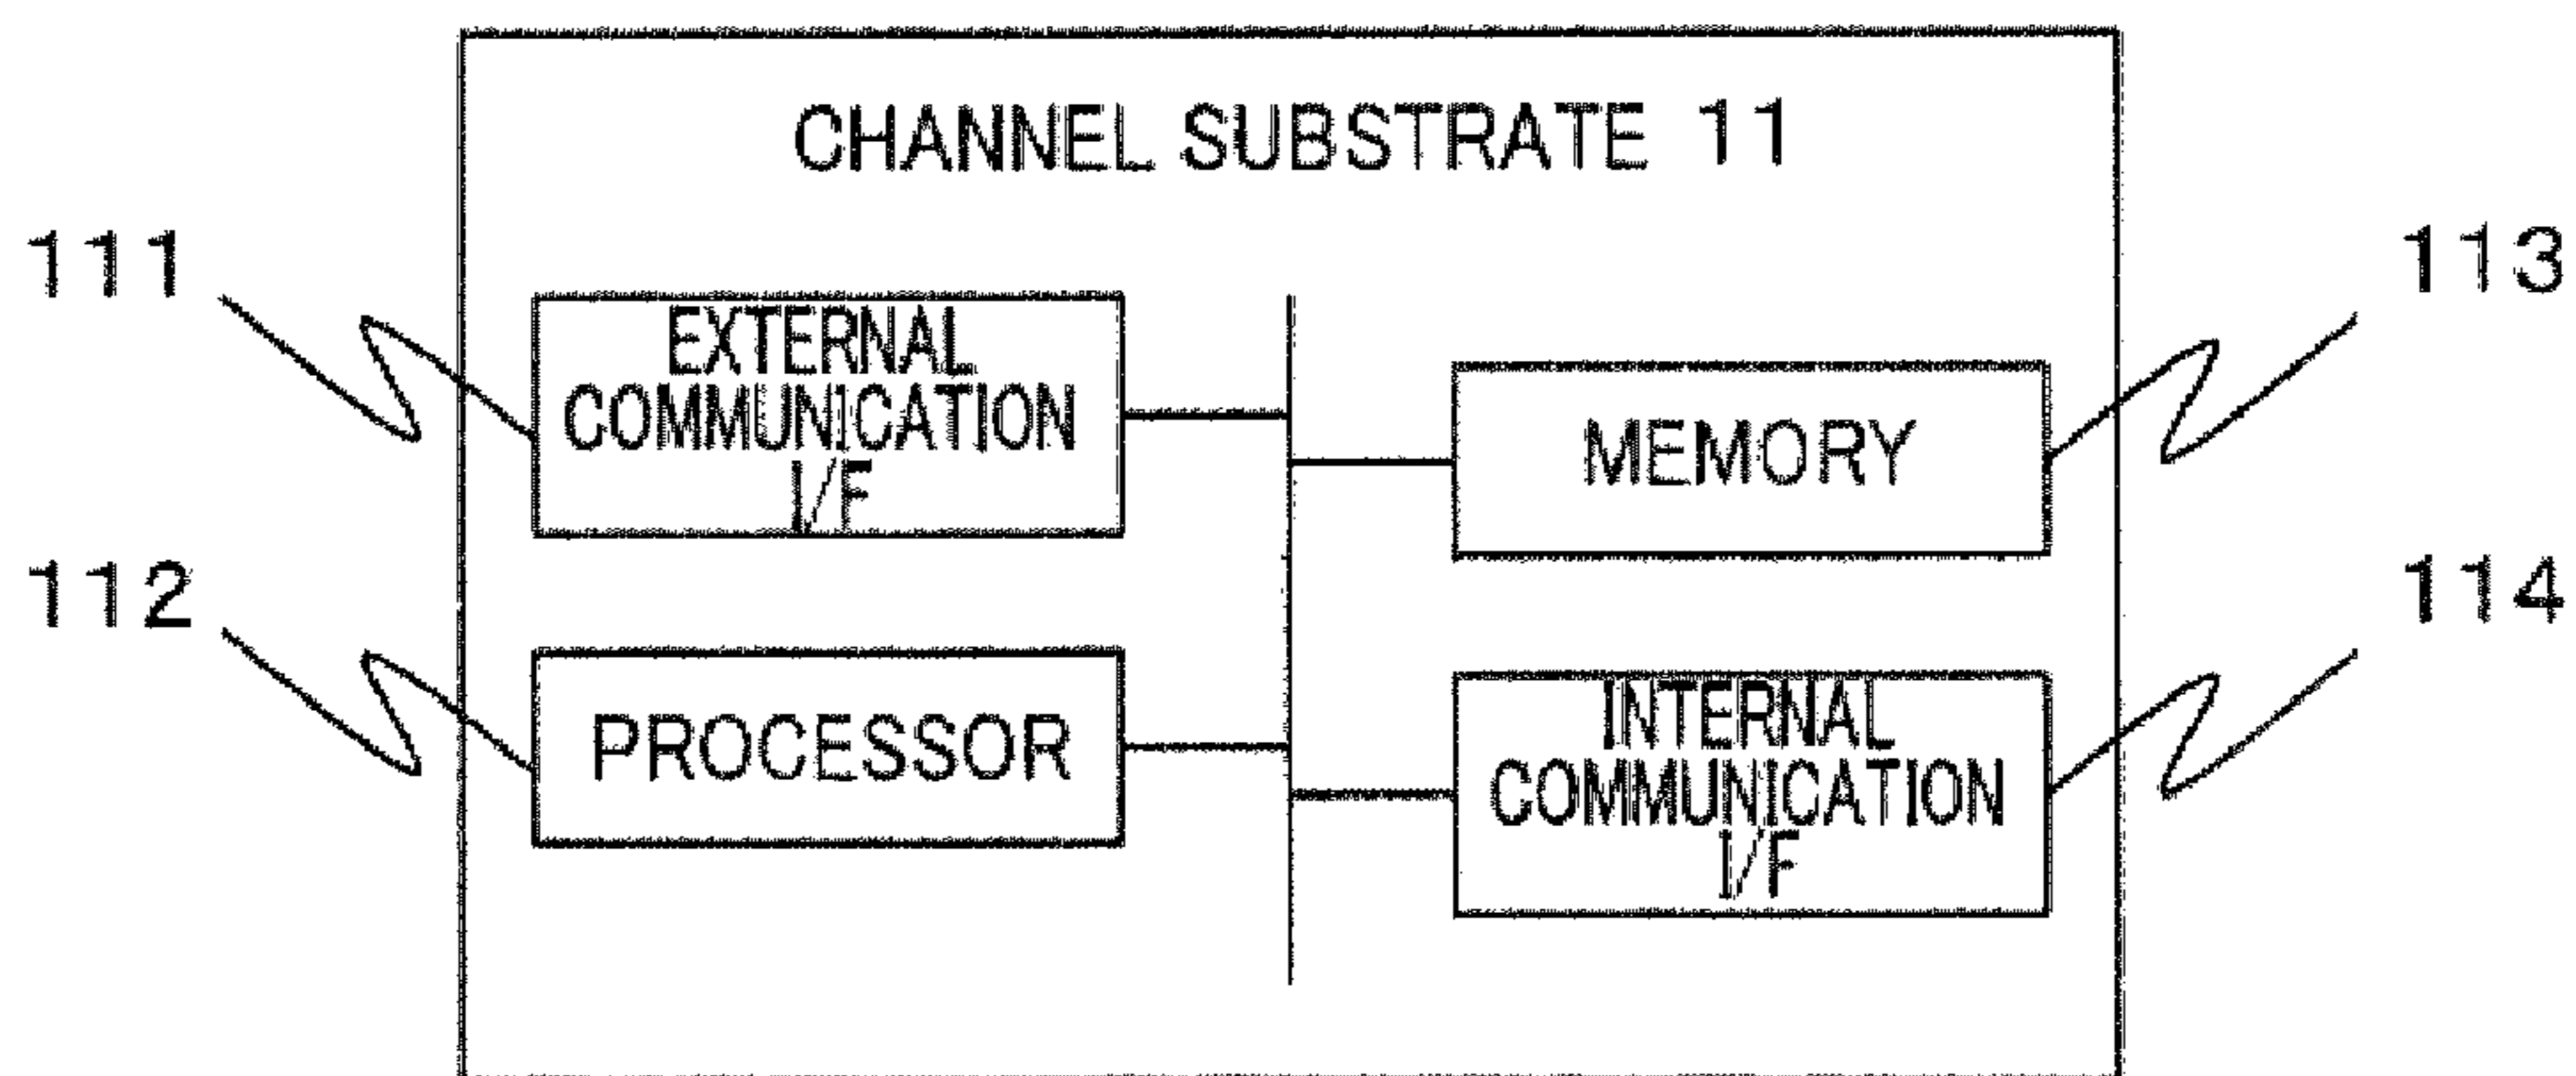 CHANNEL SUBSTRATE 11
111
EXTERNAL
COMMUNICATION
I/F
112
PROCESSOR
113
MEMORY
114
INTERNAL
COMMUNICATION
I/F